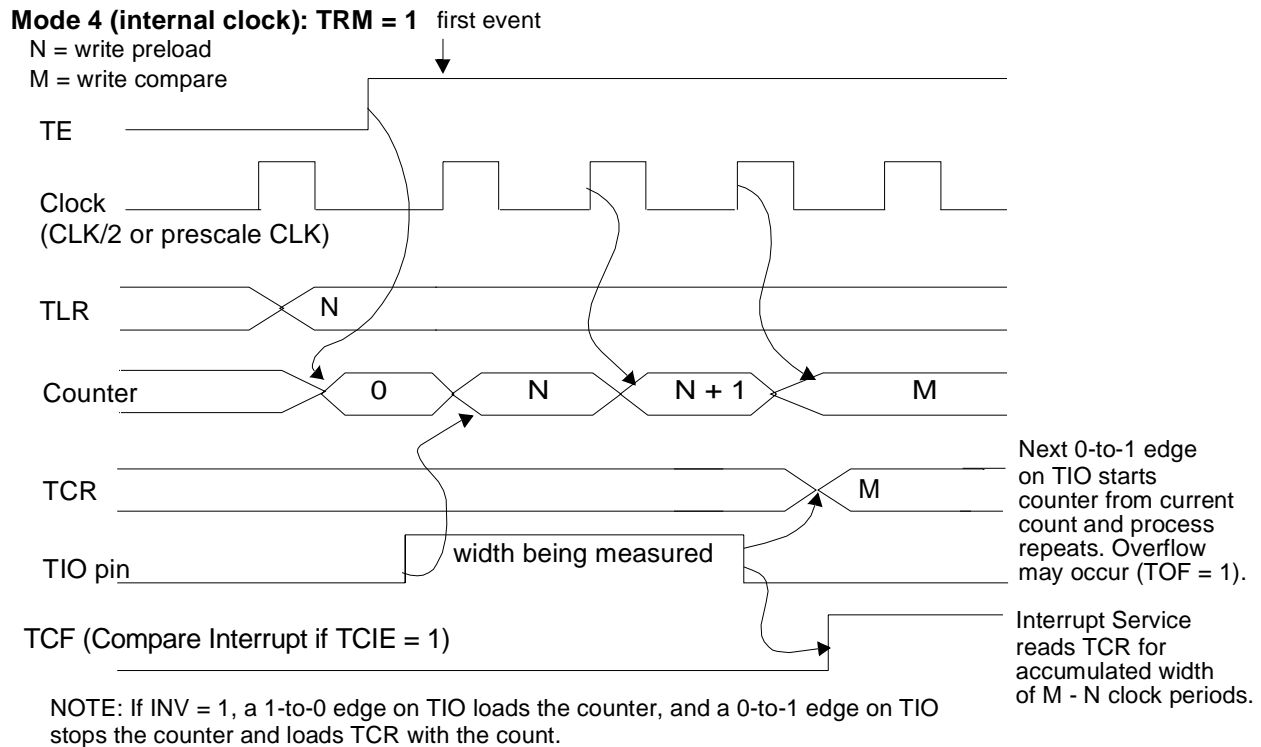 Mode 4 (internal clock): TRM = 1 first event
N = write preload
M = write compare
TE
Clock
(CLK/2 or prescale CLK)
TLR
N
Counter
0
N
N + 1
M
TCR
M
Next 0-to-1 edge
on TIO starts
counter from current
count and process
repeats. Overflow
may occur (TOF = 1).
TIO pin
width being measured
TCF (Compare Interrupt if TCIE = 1)
Interrupt Service
reads TCR for
accumulated width
of M - N clock periods.
NOTE: If INV = 1, a 1-to-0 edge on TIO loads the counter, and a 0-to-1 edge on TIO
stops the counter and loads TCR with the count.